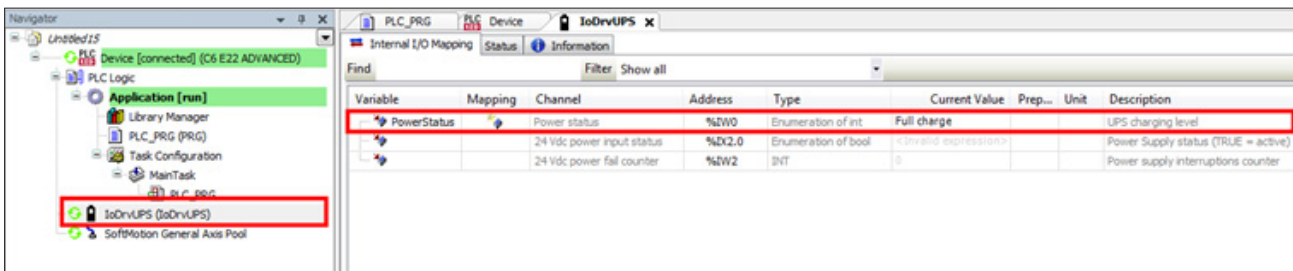 Navigator
Untitled15
Device [connected] (C6 E22 ADVANCED)
PLC Logic
Application [run]
Library Manager
PLC_PRG (PRG)
Task Configuration
MainTask
PLC_PRG
IoDrvUPS (IoDrvUPS)
SoftMotion General Axis Pool
PLC_PRG Device IoDrvUPS X
Internal I/O Mapping Status Information
Find Filter Show all
Variable Mapping Channel Address Type Current Value Prep... Unit Description
PowerStatus Power status %IW0 Enumeration of int Full charge UPS charging level
24 Vdc power input status %IX2.0 Enumeration of bool <Invalid expression> Power Supply status (TRUE = active)
24 Vdc power fail counter %IW2 INT 0 Power supply interruptions counter